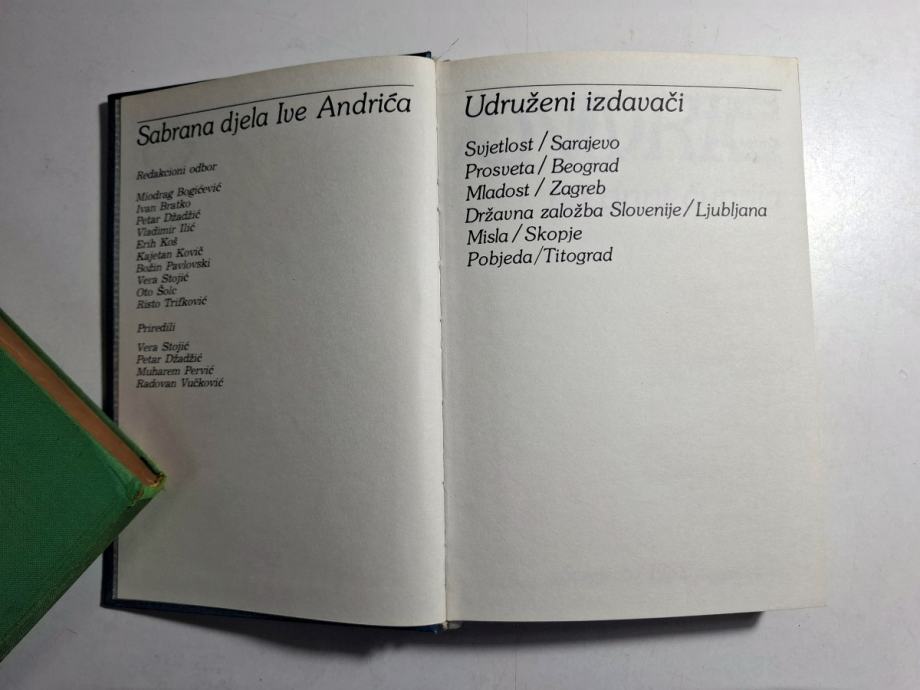 Sabrana djela Ive Andrića
Redakcioni odbor
Miodrag Bogićević
Ivan Bratko
Petar Džadžić
Vladimir Ilić
Erih Koš
Kajetan Kovič
Božin Pavlovski
Vera Stojić
Oto Šolc
Risto Trifković
Priredili
Vera Stojić
Petar Džadžić
Muharem Pervić
Radovan Vučković
Udruženi izdavači
Svjetlost / Sarajevo
Prosveta / Beograd
Mladost / Zagreb
Državna založba Slovenije / Ljubljana
Misla / Skopje
Pobjeda / Titograd